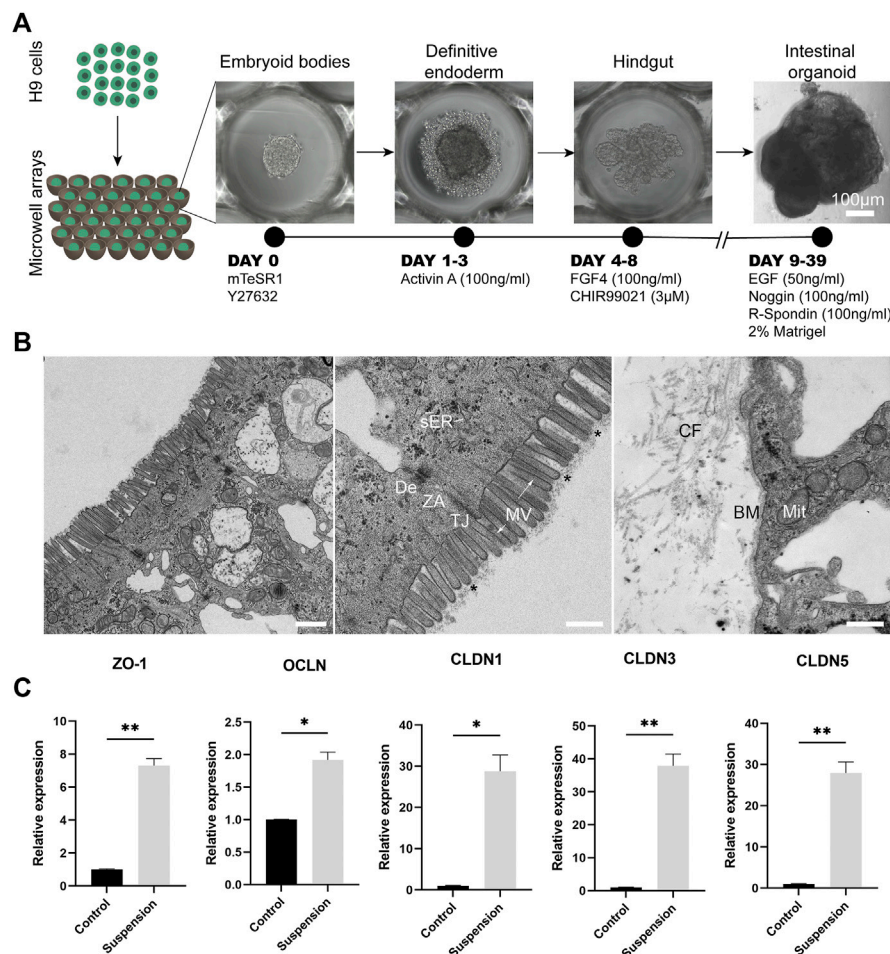 A
H9 cells
Microwell arrays
Embryoid bodies
Definitive
endoderm
Hindgut
Intestinal
organoid
100µm
DAY 0
mTeSR1
Y27632
DAY 1-3
Activin A (100ng/ml)
DAY 4-8
FGF4 (100ng/ml)
CHIR99021 (3µM)
DAY 9-39
EGF (50ng/ml)
Noggin (100ng/ml)
R-Spondin (100ng/ml)
2% Matrigel
B
sER
De
ZA
TJ
MV
*
*
*
CF
BM
Mit
C
ZO-1
Relative expression
8
6
4
2
0
**
Control
Suspension
OCLN
Relative expression
2.5
2.0
1.5
1.0
0.5
0.0
*
Control
Suspension
CLDN1
Relative expression
40
30
20
10
0
*
Control
Suspension
CLDN3
Relative expression
50
40
30
20
10
0
**
Control
Suspension
CLDN5
Relative expression
40
30
20
10
0
**
Control
Suspension